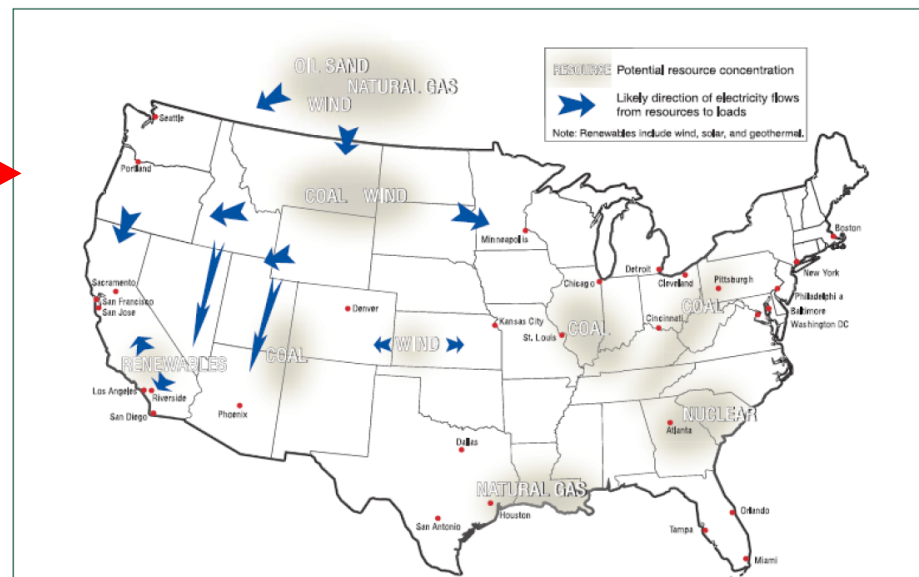 OIL SAND
NATURAL GAS
WIND
RESOURCE Potential resource concentration
Likely direction of electricity flows
from resources to loads
Note: Renewables include wind, solar, and geothermal.
Seattle
Portland
COAL WIND
Minneapolis
Boston
Detroit
New York
Sacramento
San Francisco
San Jose
Chicago
Cleveland
Pittsburgh
Philadelphi a
Baltimore
Washington DC
Denver
Kansas City
St. Louis
Cincinnati
COAL
COAL
RENEWABLES
COAL
WIND
Los Angeles
Riverside
San Diego
Phoenix
NUCLEAR
Atlanta
Dallas
NATURAL GAS
Houston
San Antonio
Orlando
Tampa
Miami